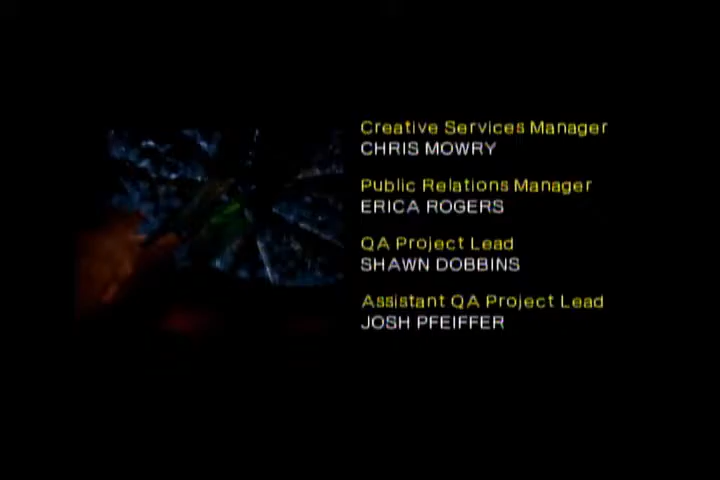 Creative Services Manager
CHRIS MOWRY
Public Relations Manager
ERICA ROGERS
QA Project Lead
SHAWN DOBBINS
Assistant QA Project Lead
JOSH PFEIFFER